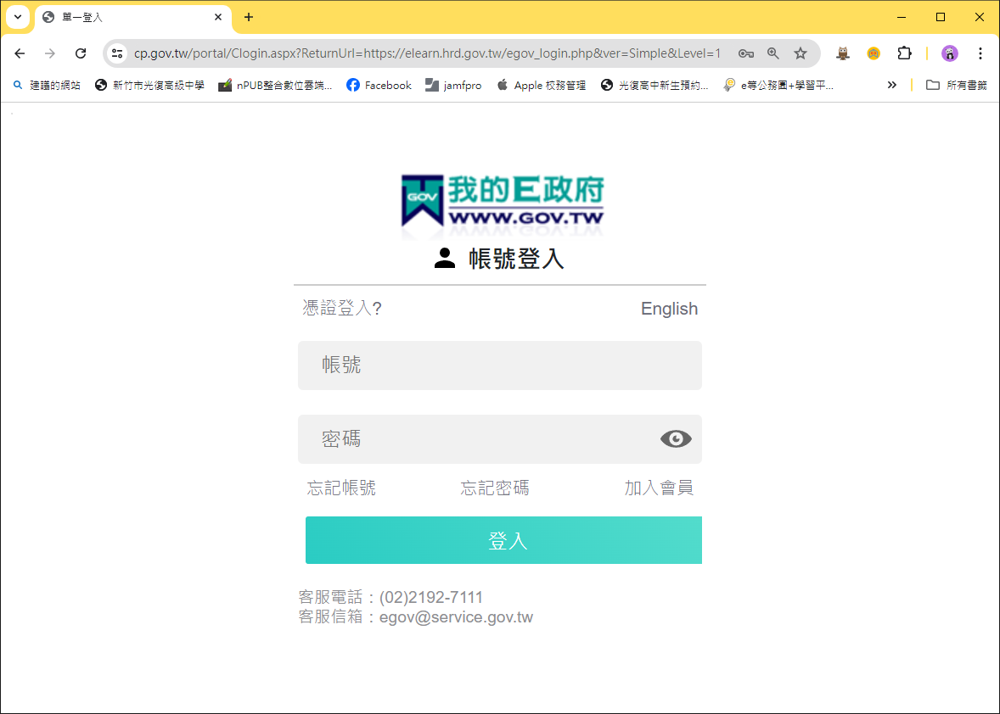 單一登入
cp.gov.tw/portal/Clogin.aspx?ReturnUrl=https://elearn.hrd.gov.tw/egov_login.php&ver=Simple&Level=1
建議的網站 新竹市光復高級中學 nPUB整合數位雲端... Facebook jamfpro Apple 校務管理 光復高中新生預約... e等公務園+學習平... 所有書籤
GOV 我的E政府
WWW.GOV.TW
帳號登入
憑證登入? English
帳號
密碼
忘記帳號 忘記密碼 加入會員
登入
客服電話：(02)2192-7111
客服信箱：egov@service.gov.tw